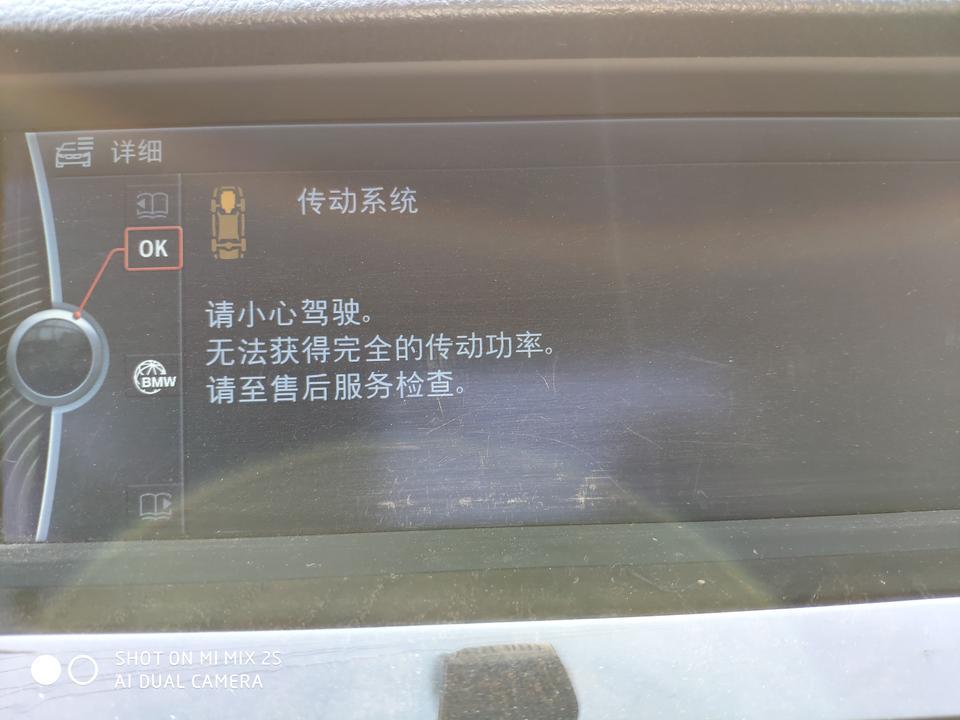 详细
传动系统
OK
请小心驾驶。
无法获得完全的传动功率。
BMW
请至售后服务检查。
SHOT ON MI MIX 2S
AI DUAL CAMERA